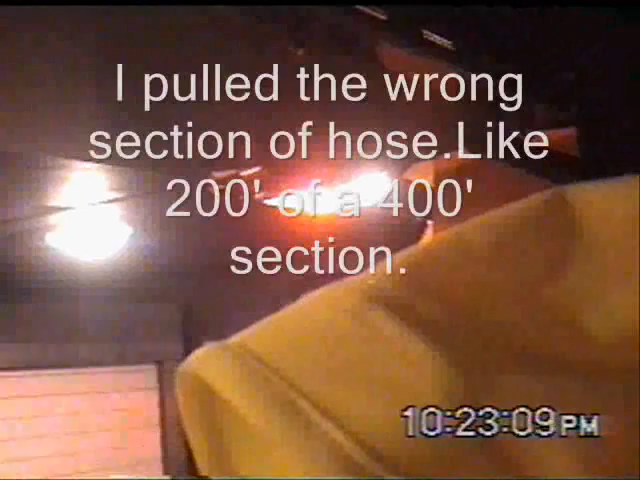 I pulled the wrong
section of hose.Like
200' of a 400'
section.
10:23:09PM